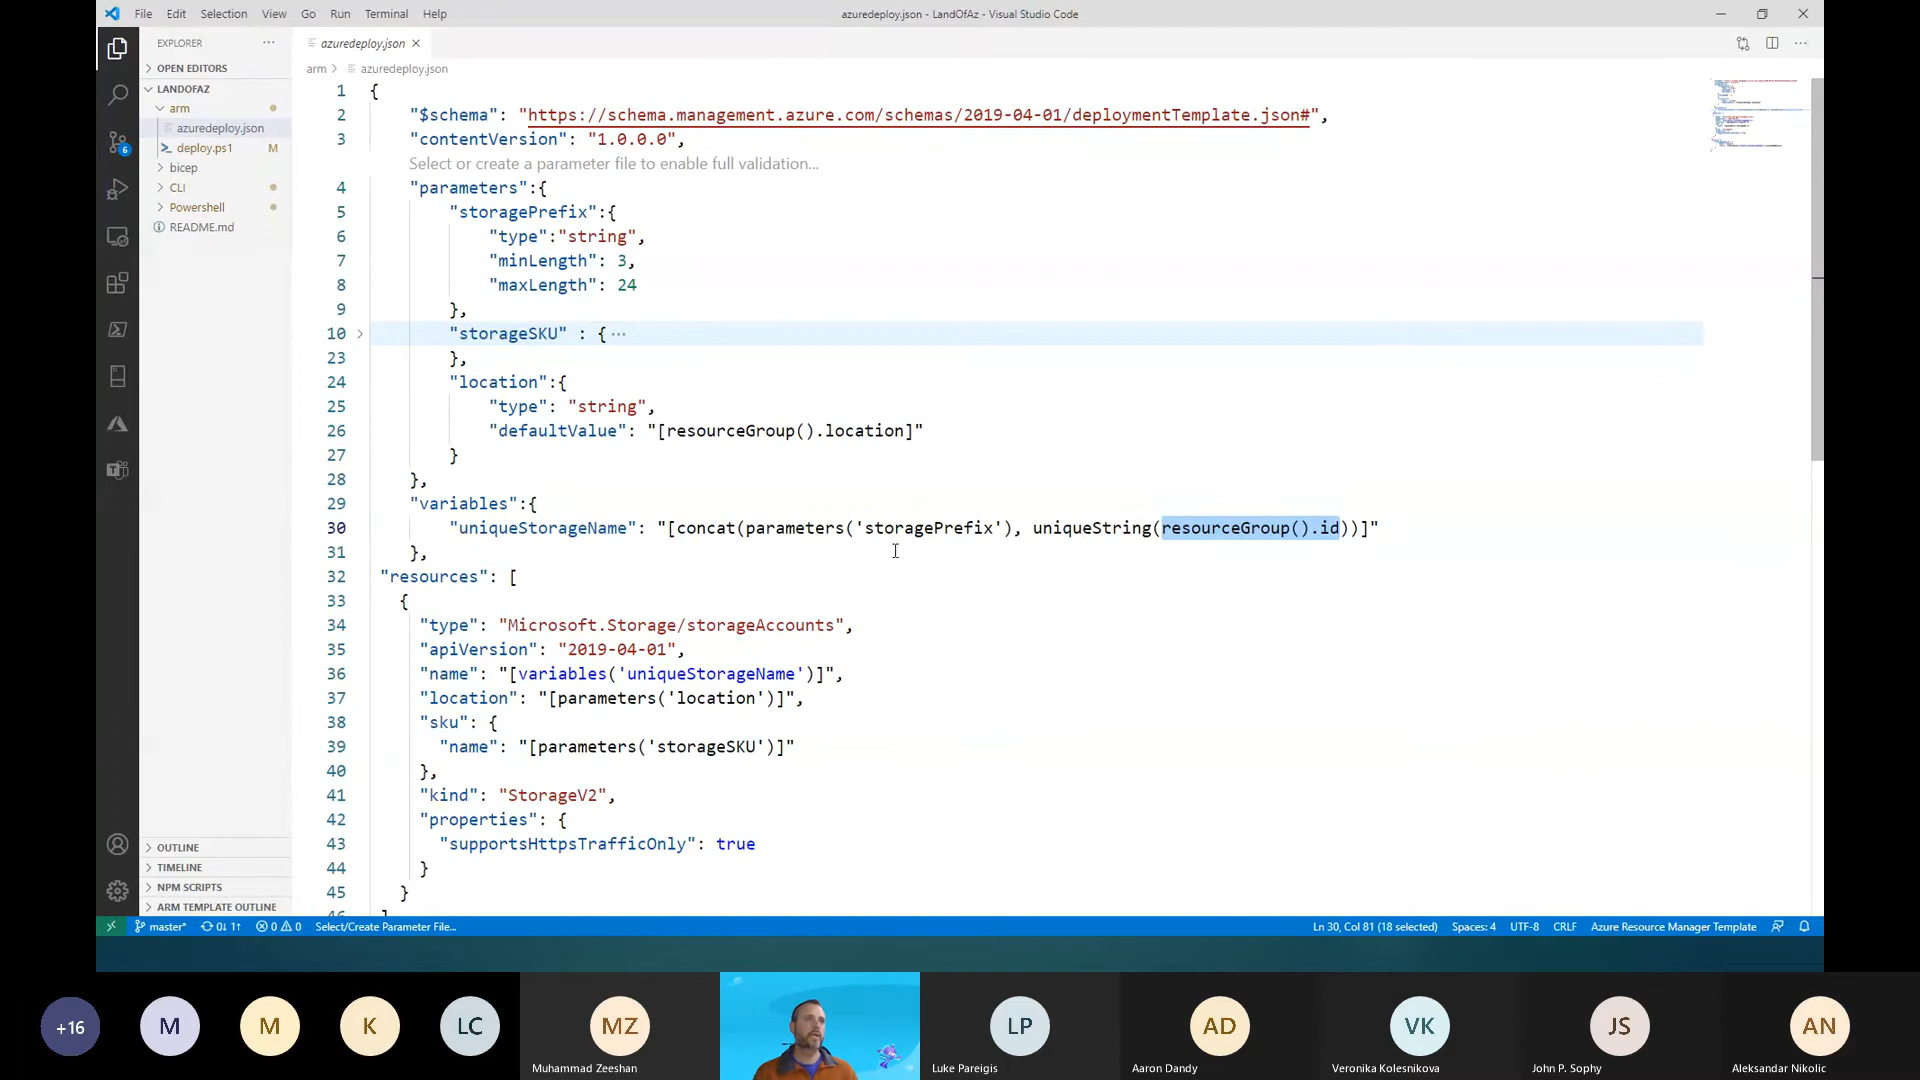 File Edit Selection View Go Run Terminal Help
azuredeploy.json - LandOfAz - Visual Studio Code
EXPLORER
azuredeploy.json
OPEN EDITORS
arm > azuredeploy.json
LANDOFAZ
arm
azuredeploy.json
deploy.ps1 M
bicep
CLI
Powershell
README.md
6
1 {
2 "$schema": "https://schema.management.azure.com/schemas/2019-04-01/deploymentTemplate.json#",
3 "contentVersion": "1.0.0.0",
Select or create a parameter file to enable full validation...
4 "parameters":{
5 "storagePrefix":{
6 "type":"string",
7 "minLength": 3,
8 "maxLength": 24
9 },
10 "storageSKU" : { ...
23 },
24 "location":{
25 "type": "string",
26 "defaultValue": "[resourceGroup().location]"
27 }
28 },
29 "variables":{
30 "uniqueStorageName": "[concat(parameters('storagePrefix'), uniqueString(resourceGroup().id))]"
31 },
32 "resources": [
33 {
34 "type": "Microsoft.Storage/storageAccounts",
35 "apiVersion": "2019-04-01",
36 "name": "[variables('uniqueStorageName')]",
37 "location": "[parameters('location')]",
38 "sku": {
39 "name": "[parameters('storageSKU')]"
40 },
41 "kind": "StorageV2",
42 "properties": {
43 "supportsHttpsTrafficOnly": true
44 }
45 }
OUTLINE
TIMELINE
NPM SCRIPTS
ARM TEMPLATE OUTLINE
master* 0↓ 1↑ 0 0 Select/Create Parameter File... Ln 30, Col 81 (18 selected) Spaces: 4 UTF-8 CRLF Azure Resource Manager Template
+16 M M K LC MZ LP AD VK JS AN
Muhammad Zeeshan Luke Pareigis Aaron Dandy Veronika Kolesnikova John P. Sophy Aleksandar Nikolic